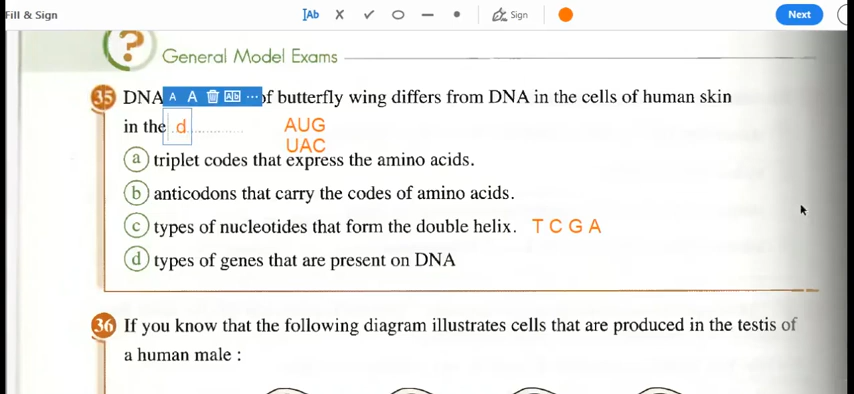 Fill & Sign Ab Sign Next
?
General Model Exams
35 DNA A A Ab ... of butterfly wing differs from DNA in the cells of human skin
in the .d............... AUG
UAC
a triplet codes that express the amino acids.
b anticodons that carry the codes of amino acids.
c types of nucleotides that form the double helix. T C G A
d types of genes that are present on DNA
36 If you know that the following diagram illustrates cells that are produced in the testis of
a human male :